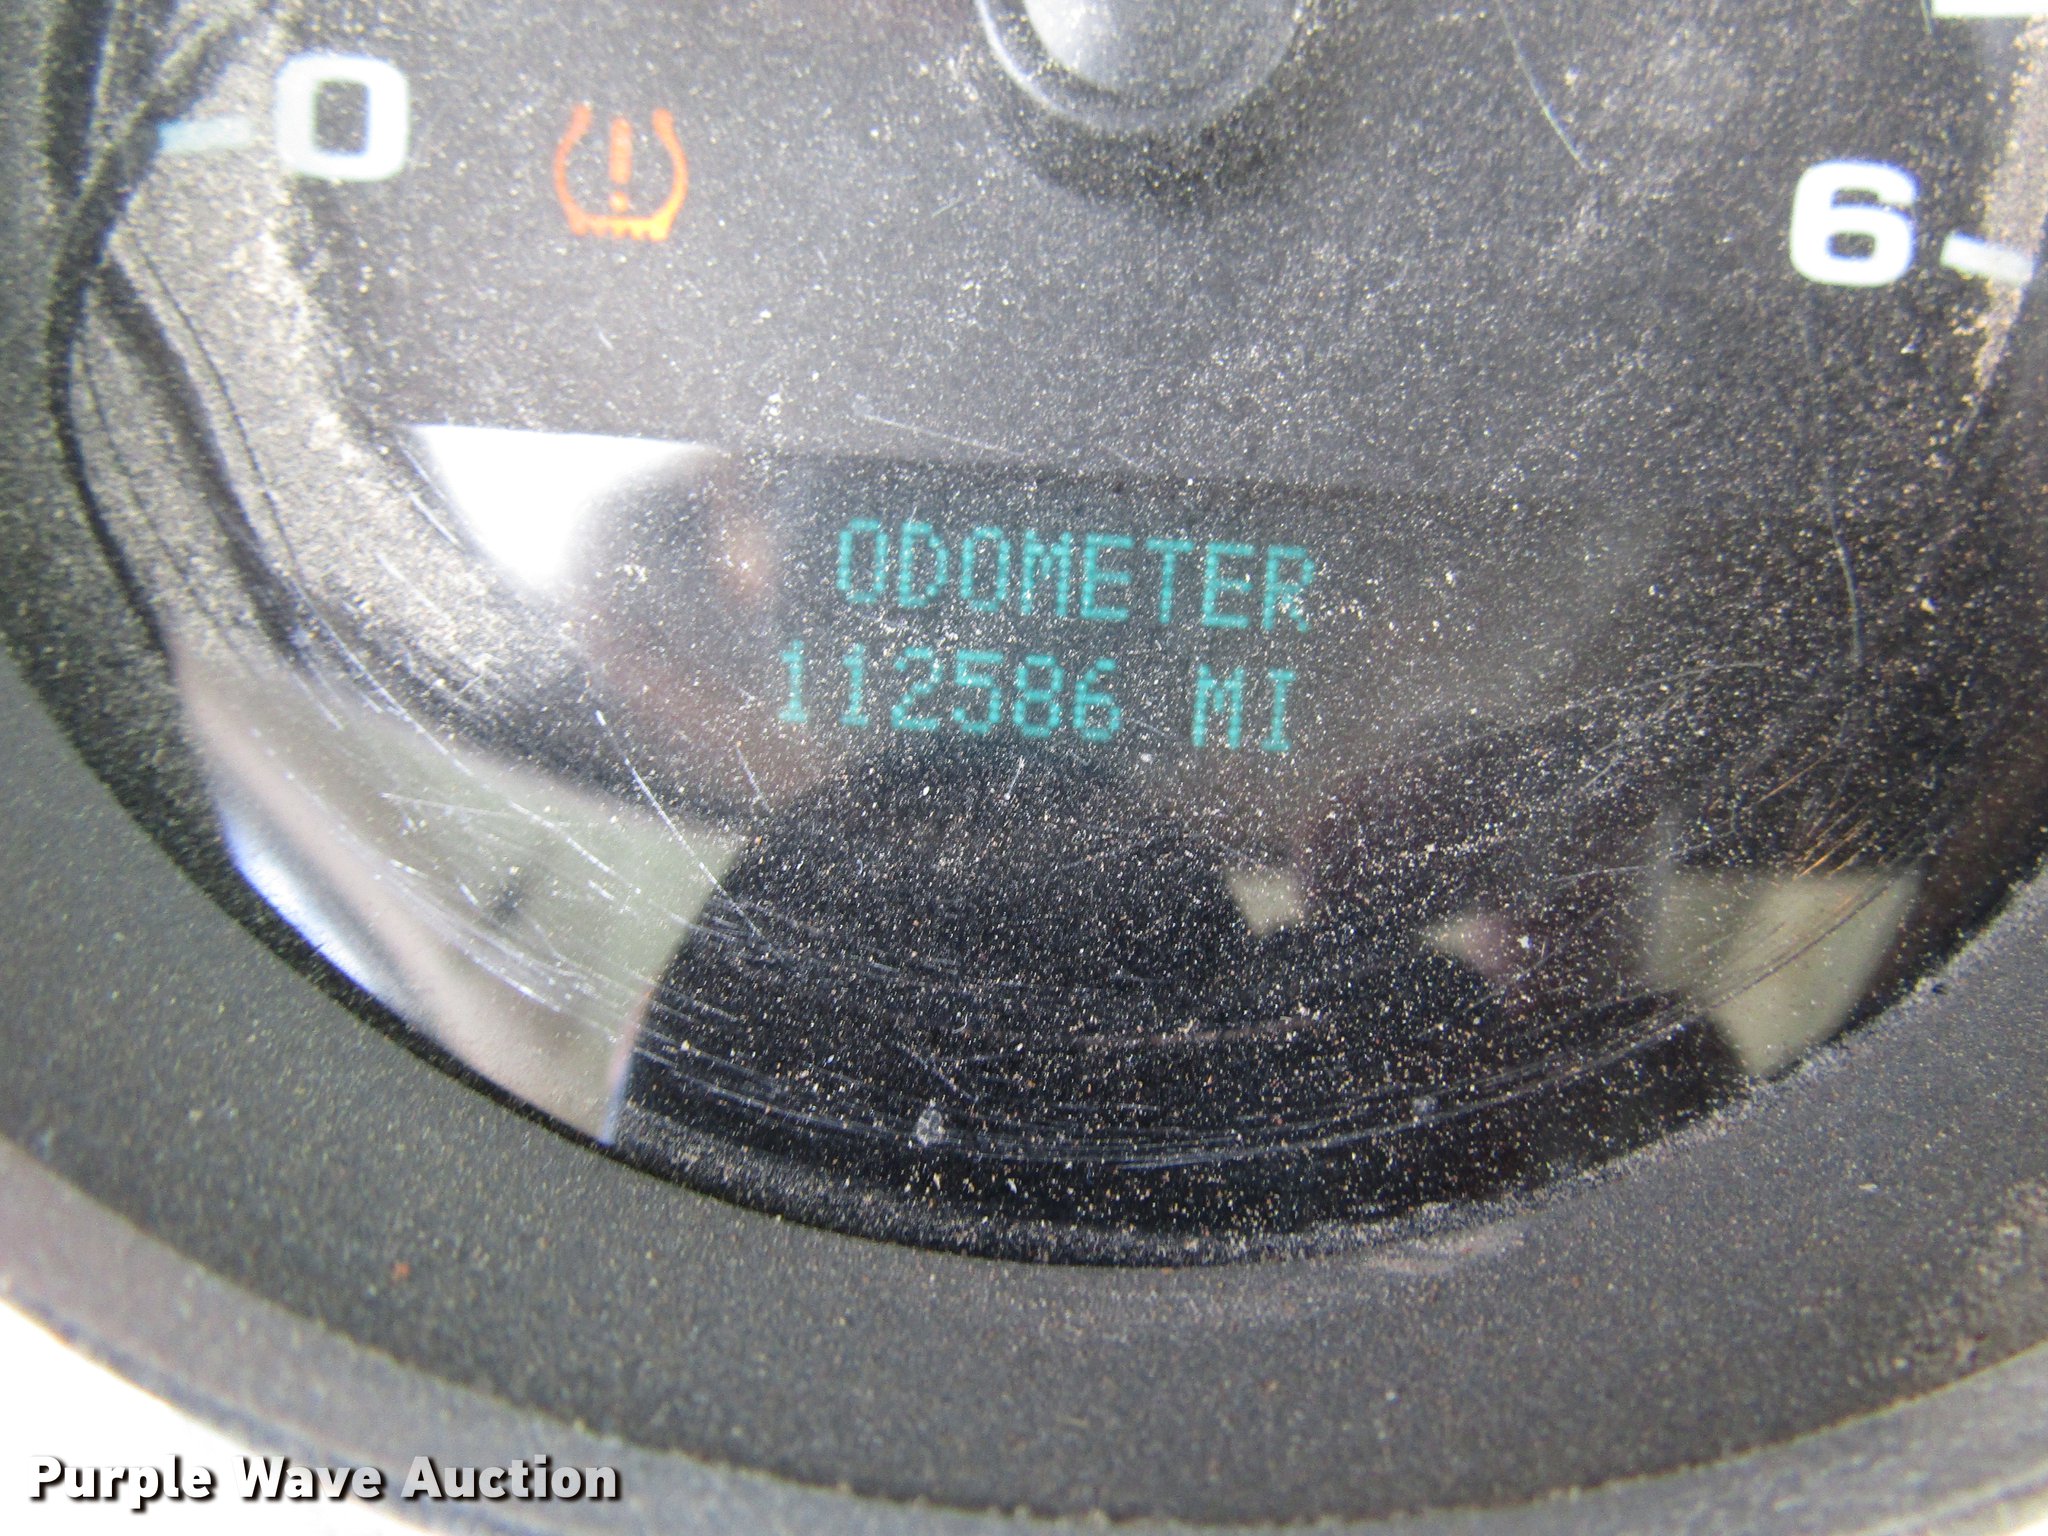 0
6
ODOMETER
112586 MI
Purple Wave Auction